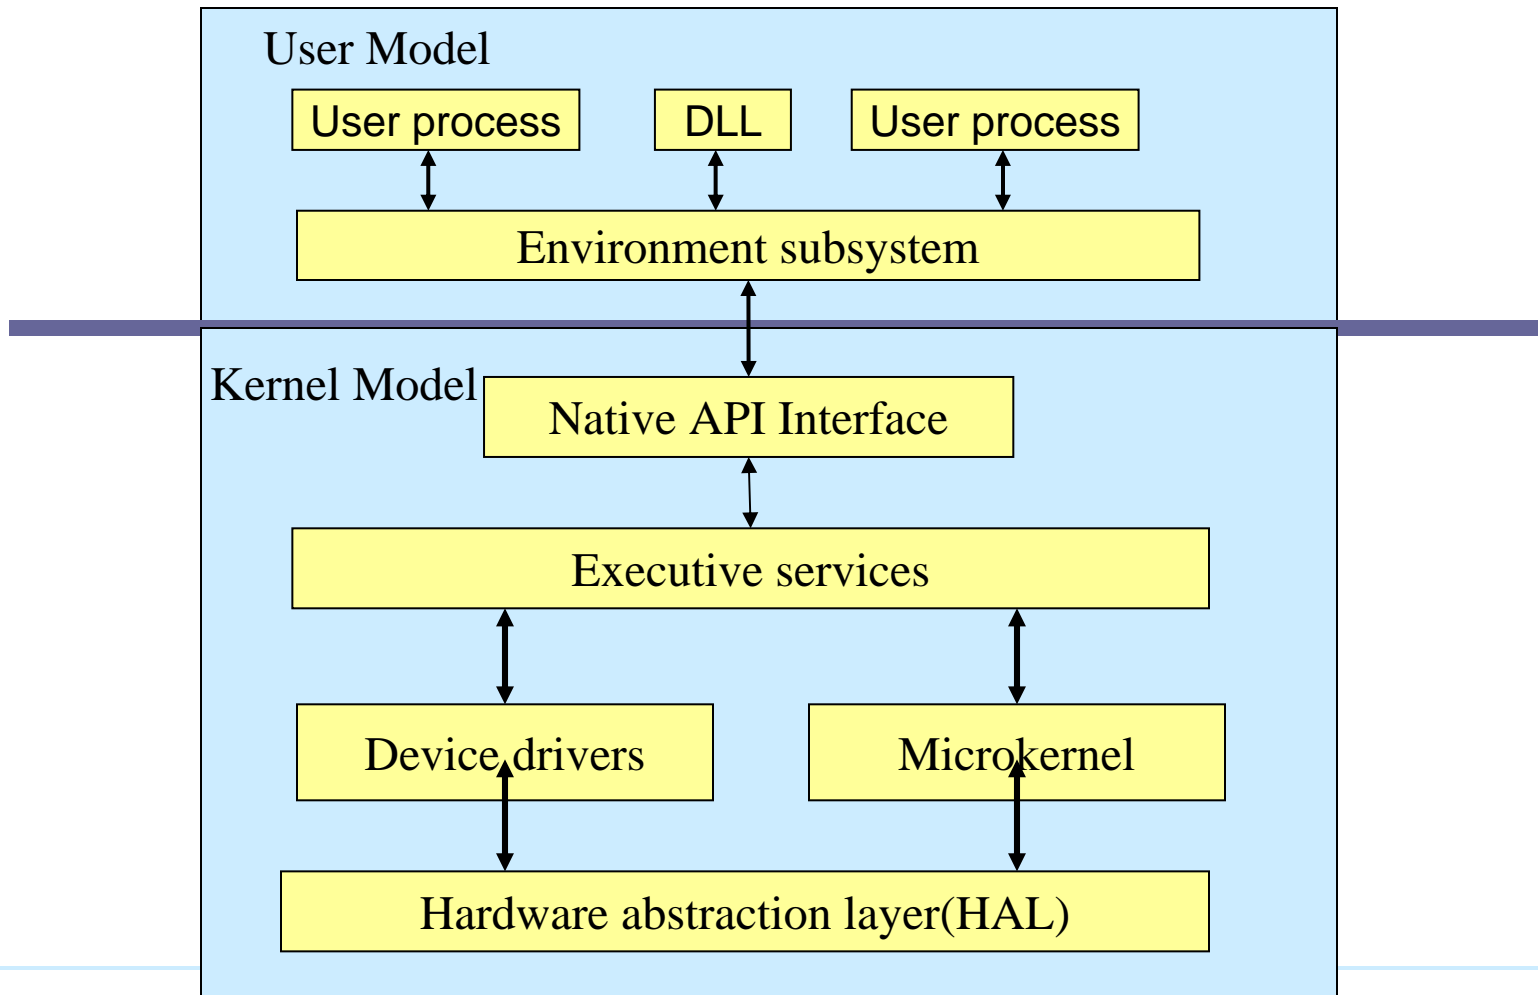 User Model
User process
DLL
User process
Environment subsystem
Kernel Model
Native API Interface
Executive services
Device drivers
Microkernel
Hardware abstraction layer(HAL)